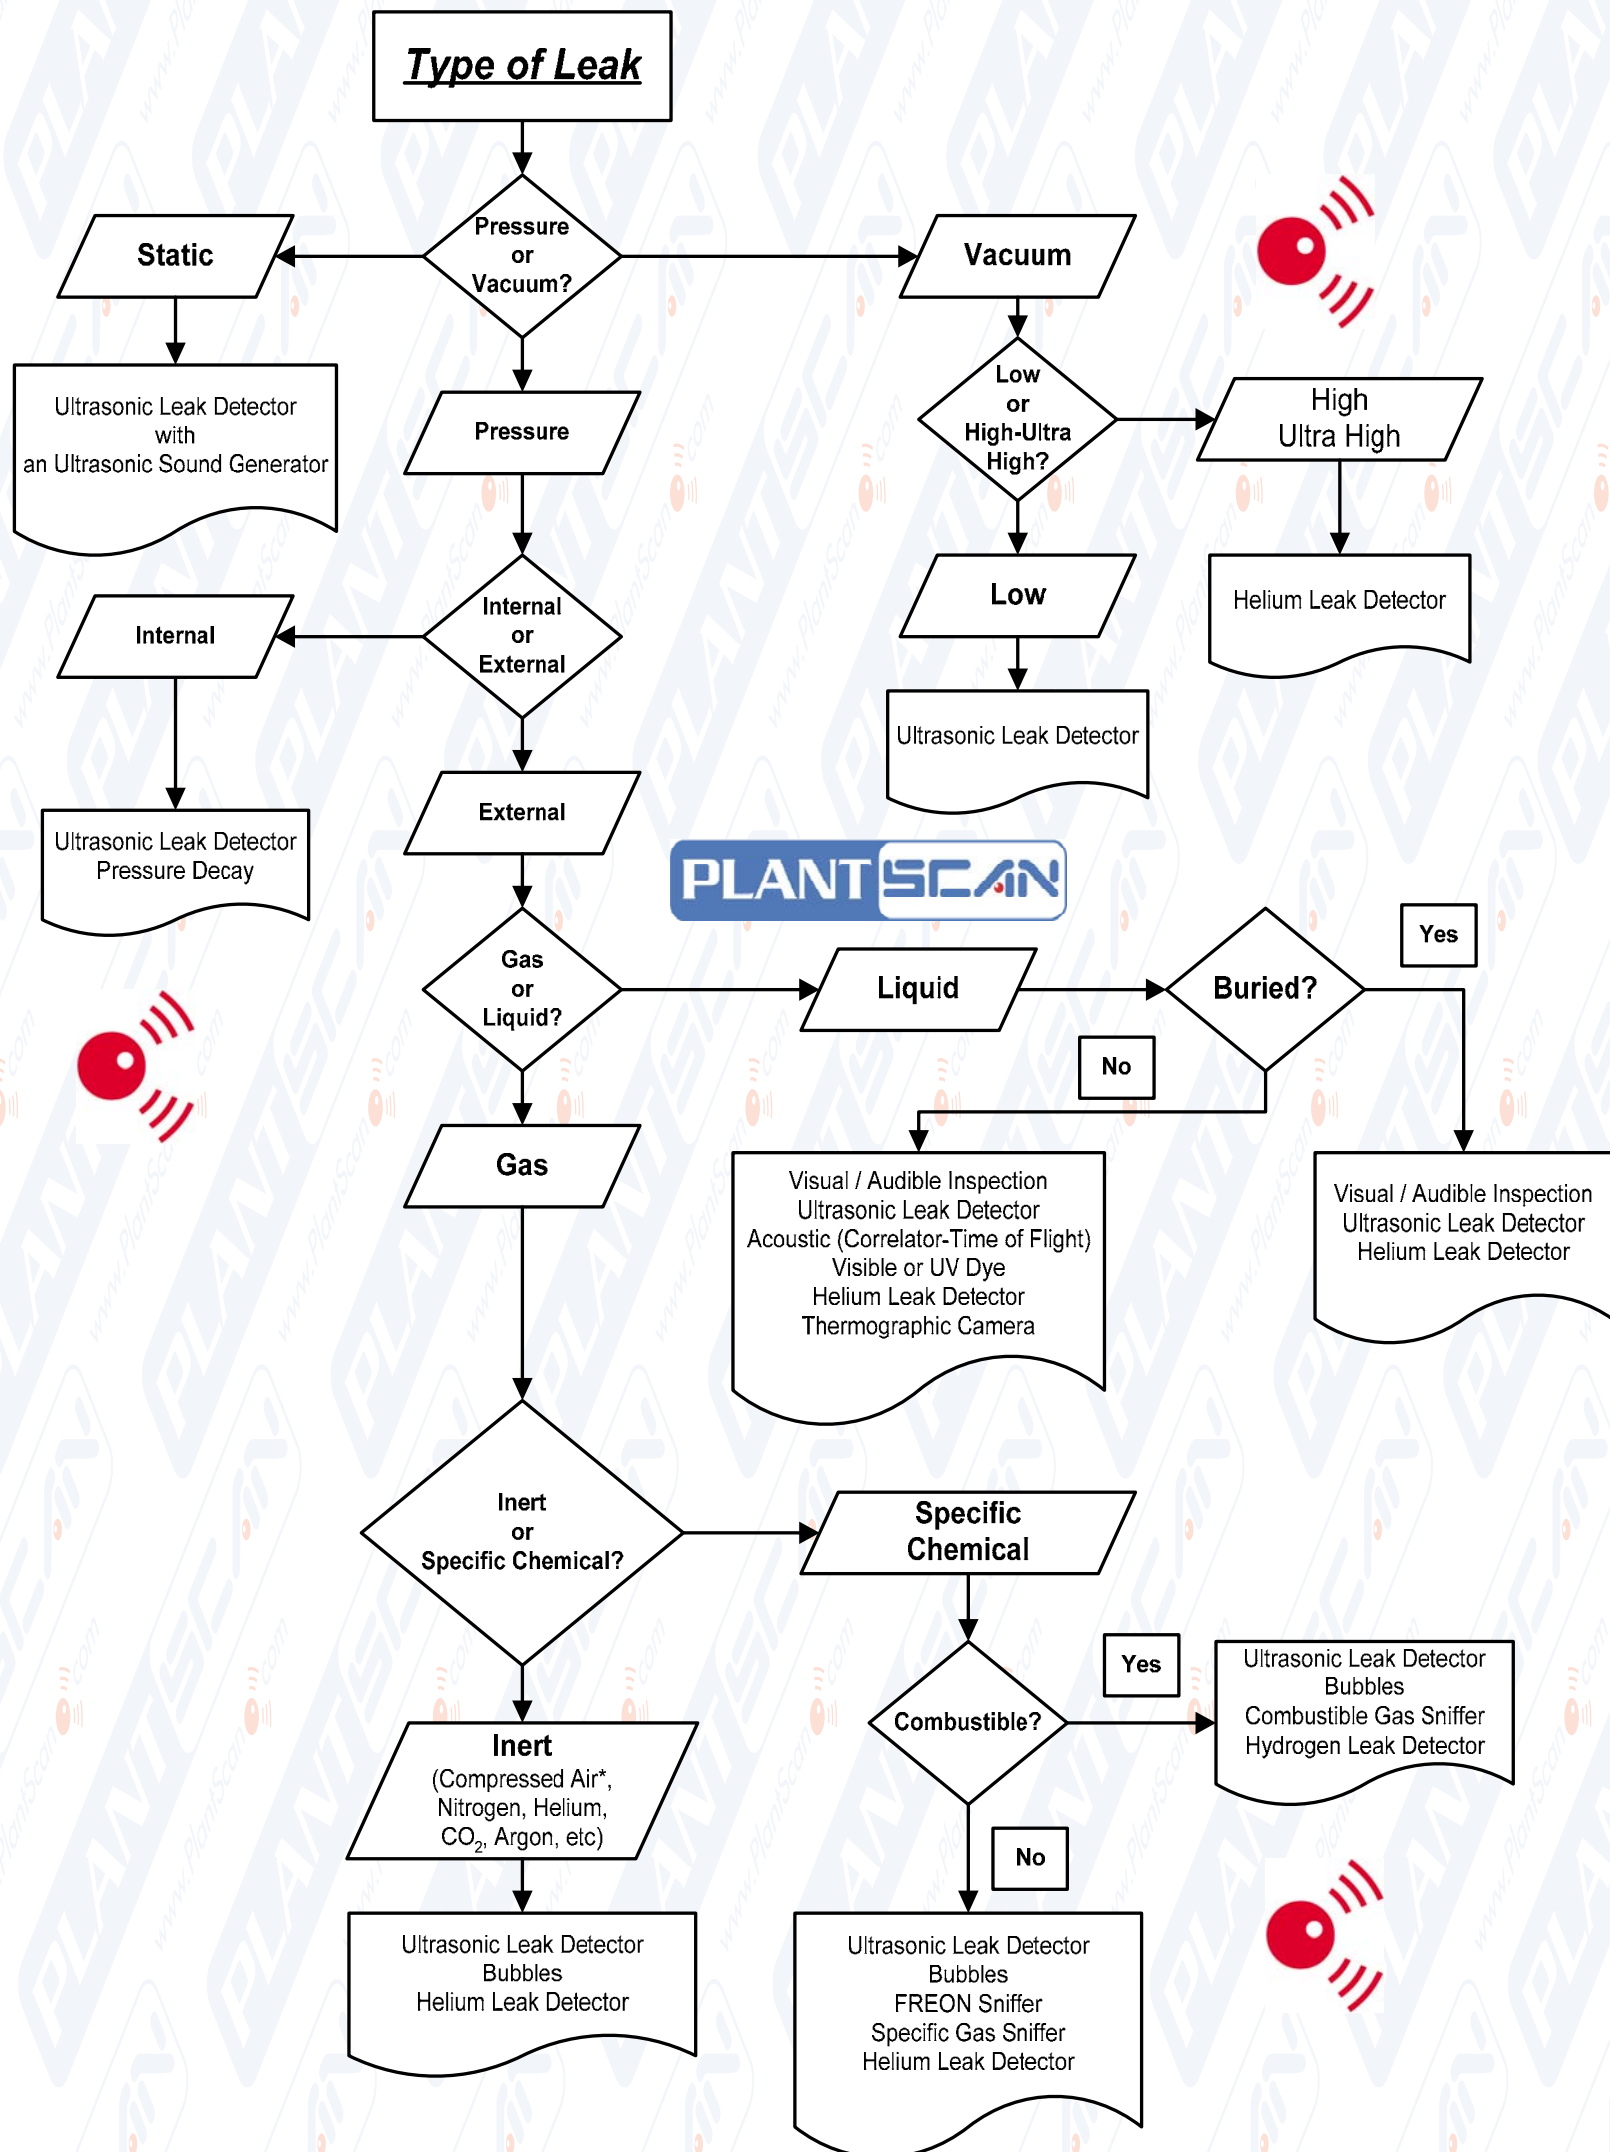 Type of Leak
Pressure
or
Vacuum?
Static
Vacuum
Ultrasonic Leak Detector
with
an Ultrasonic Sound Generator
Pressure
Low
or
High-Ultra
High?
High
Ultra High
Helium Leak Detector
Low
Ultrasonic Leak Detector
Internal
or
External
Internal
Ultrasonic Leak Detector
Pressure Decay
External
PLANTSCAN
Gas
or
Liquid?
Liquid
Buried?
Yes
No
Visual / Audible Inspection
Ultrasonic Leak Detector
Acoustic (Correlator-Time of Flight)
Visible or UV Dye
Helium Leak Detector
Thermographic Camera
Visual / Audible Inspection
Ultrasonic Leak Detector
Helium Leak Detector
Gas
Inert
or
Specific Chemical?
Specific
Chemical
Combustible?
Yes
Ultrasonic Leak Detector
Bubbles
Combustible Gas Sniffer
Hydrogen Leak Detector
No
Inert
(Compressed Air*,
Nitrogen, Helium,
CO₂, Argon, etc)
Ultrasonic Leak Detector
Bubbles
Helium Leak Detector
Ultrasonic Leak Detector
Bubbles
FREON Sniffer
Specific Gas Sniffer
Helium Leak Detector